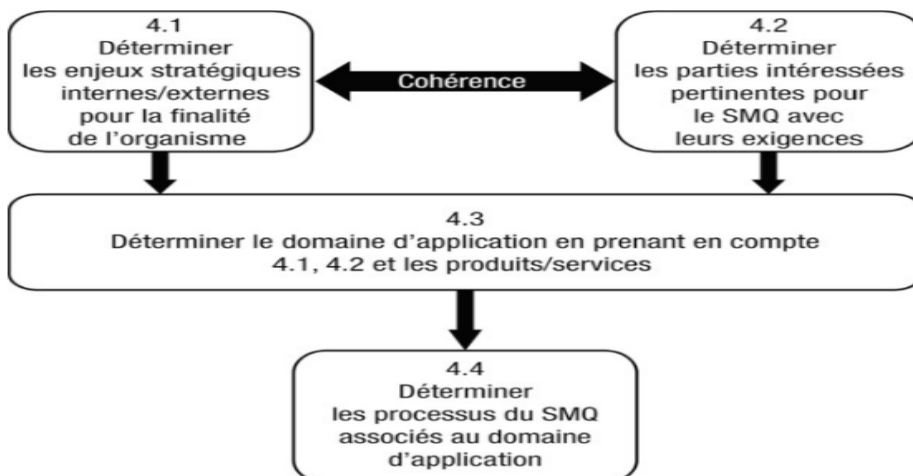 4.1
Déterminer
les enjeux stratégiques
internes/externes
pour la finalité
de l'organisme
Cohérence
4.2
Déterminer
les parties intéressées
pertinentes pour
le SMQ avec
leurs exigences
4.3
Déterminer le domaine d'application en prenant en compte
4.1, 4.2 et les produits/services
4.4
Déterminer
les processus du SMQ
associés au domaine
d'application